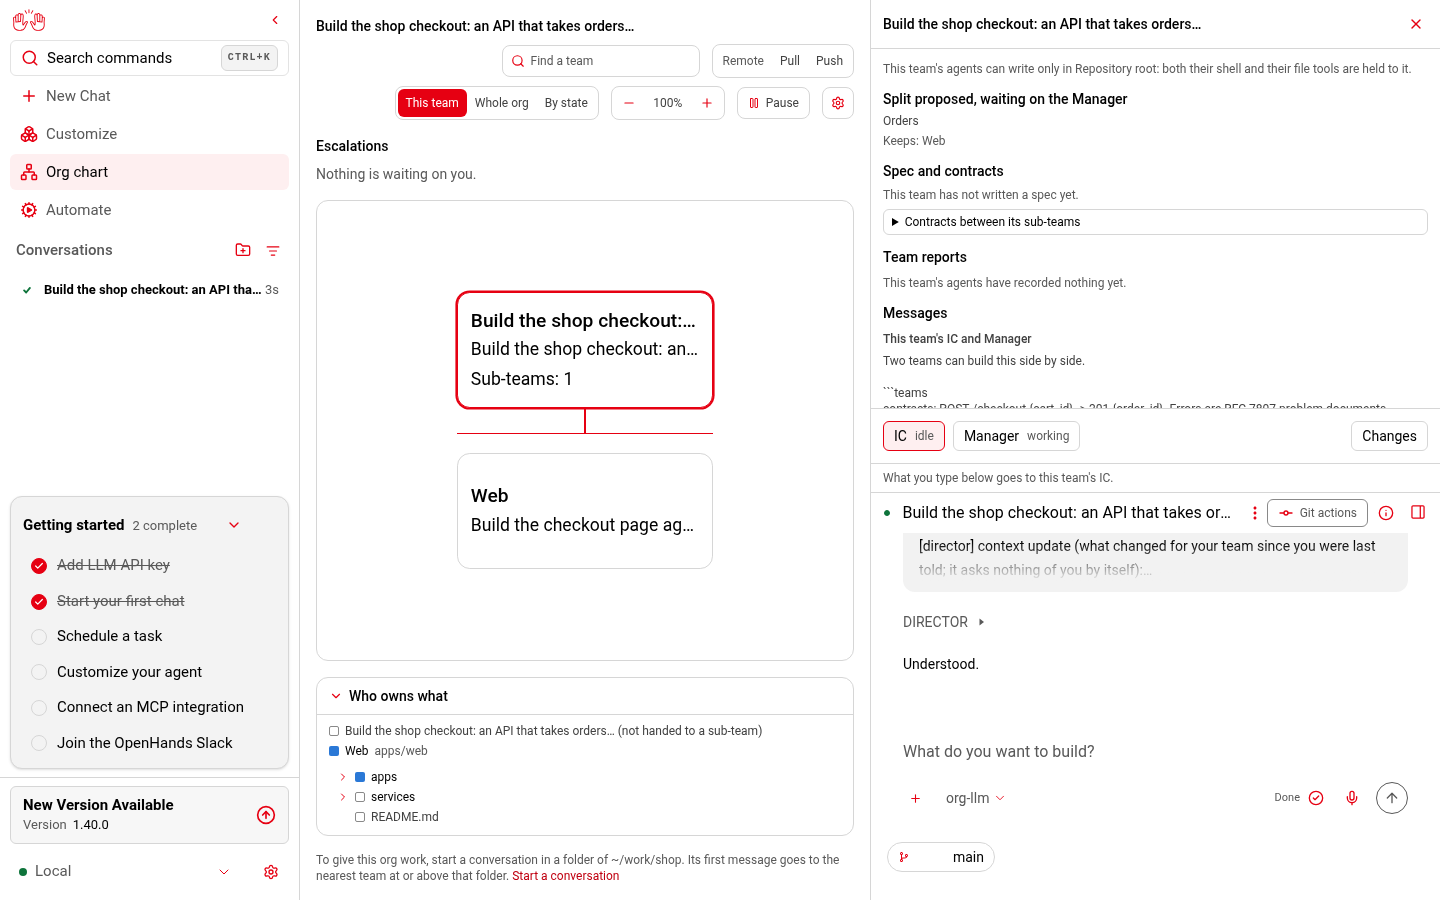 Search commands
CTRL+K
New Chat
Customize
Org chart
Automate
Conversations
Build the shop checkout: an API tha... 3s
Getting started 2 complete
Add LLM API key
Start your first chat
Schedule a task
Customize your agent
Connect an MCP integration
Join the OpenHands Slack
New Version Available
Version 1.40.0
Local
Build the shop checkout: an API that takes orders...
Find a team
Remote Pull Push
This team Whole org By state
100%
Pause
Escalations
Nothing is waiting on you.
Build the shop checkout:...
Build the shop checkout: an...
Sub-teams: 1
Web
Build the checkout page ag...
Who owns what
Build the shop checkout: an API that takes orders... (not handed to a sub-team)
Web apps/web
apps
services
README.md
To give this org work, start a conversation in a folder of ~/work/shop. Its first message goes to the
nearest team at or above that folder. Start a conversation
Build the shop checkout: an API that takes orders...
This team's agents can write only in Repository root: both their shell and their file tools are held to it.
Split proposed, waiting on the Manager
Orders
Keeps: Web
Spec and contracts
This team has not written a spec yet.
Contracts between its sub-teams
Team reports
This team's agents have recorded nothing yet.
Messages
This team's IC and Manager
Two teams can build this side by side.
```teams
contracts: POST /checkout {cart_id} -> 201 {order_id}. Errors are RFC 7807 problem documents.
IC idle
Manager working
Changes
What you type below goes to this team's IC.
Build the shop checkout: an API that takes or...
Git actions
[director] context update (what changed for your team since you were last
told; it asks nothing of you by itself):...
DIRECTOR
Understood.
What do you want to build?
org-llm
Done
main